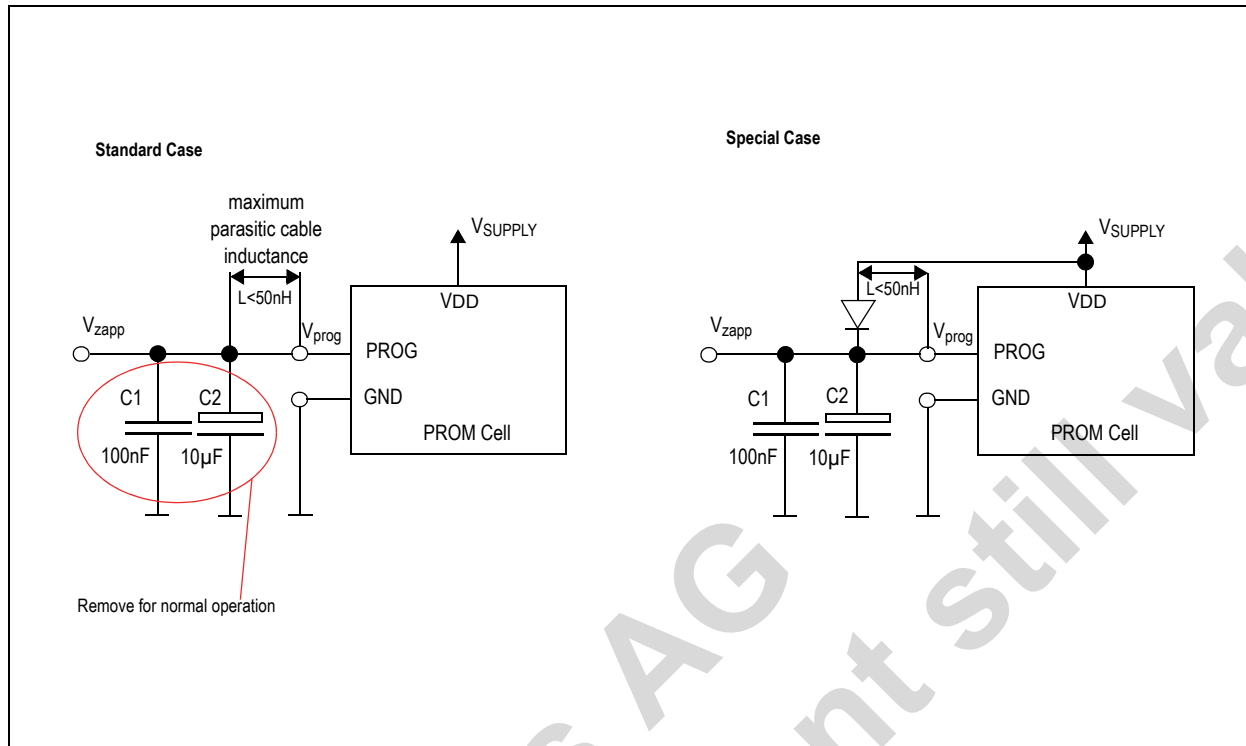 Standard Case
maximum
parasitic cable
inductance
L<50nH
VSUPPLY
VDD
Vzapp
Vprog
PROG
GND
C1
C2
100nF
10µF
PROM Cell
Remove for normal operation
Special Case
VSUPPLY
L<50nH
VDD
Vzapp
Vprog
PROG
GND
C1
C2
100nF
10µF
PROM Cell
AG
nt still